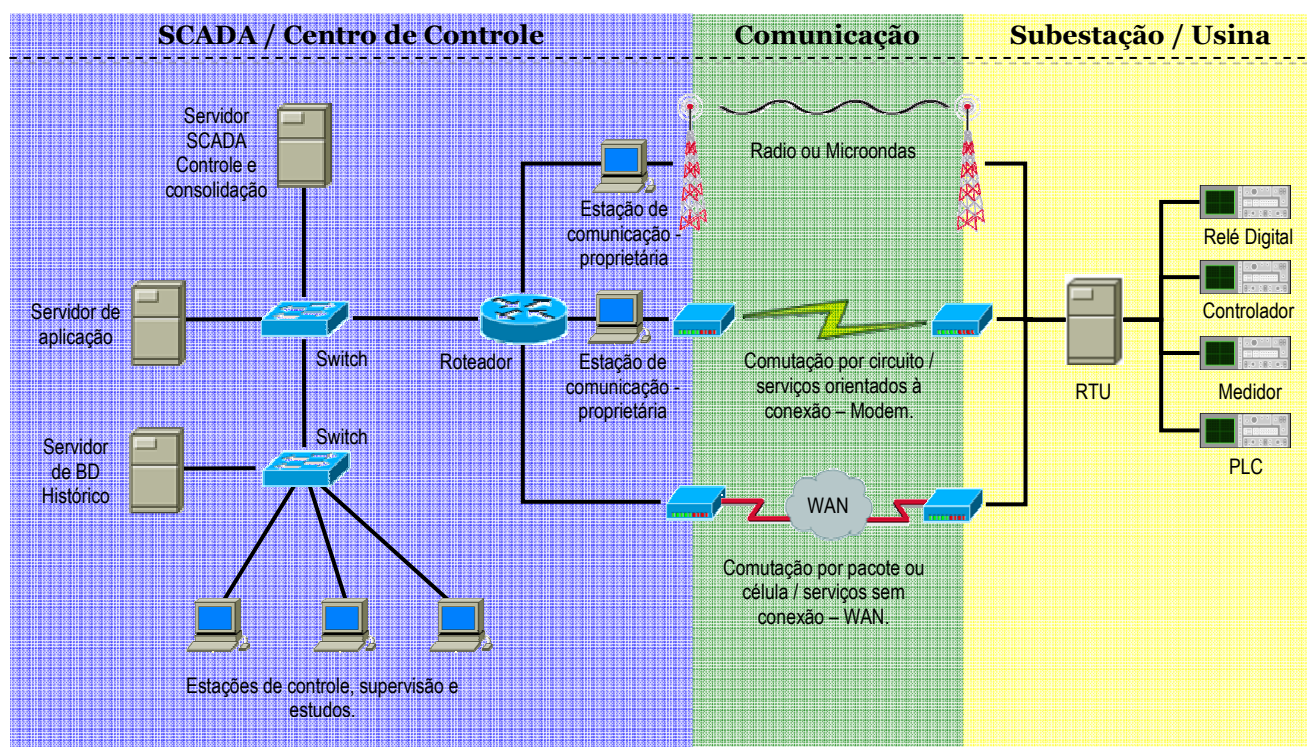 SCADA / Centro de Controle
Comunicação
Subestação / Usina
Servidor
SCADA
Controle e
consolidação
Servidor de
aplicação
Switch
Servidor
de BD
Histórico
Switch
Estações de controle, supervisão e
estudos.
Roteador
Estação de
comunicação -
proprietária
Estação de
comunicação -
proprietária
Radio ou Microondas
Comutação por circuito /
serviços orientados à
conexão – Modem.
WAN
Comutação por pacote ou
célula / serviços sem
conexão – WAN.
RTU
Relé Digital
Controlador
Medidor
PLC